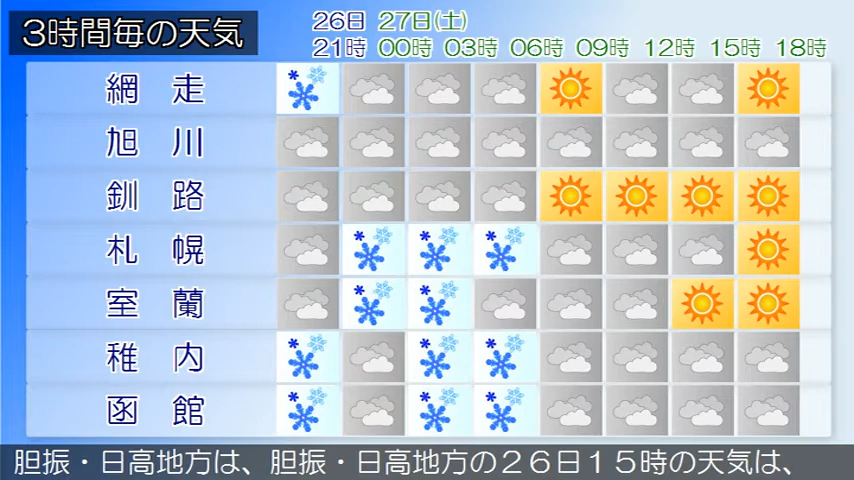 3時間毎の天気
26日 27日(土)
21時 00時 03時 06時 09時 12時 15時 18時
網走
旭川
釧路
札幌
室蘭
稚内
函館
胆振・日高地方は、胆振・日高地方の２６日１５時の天気は、